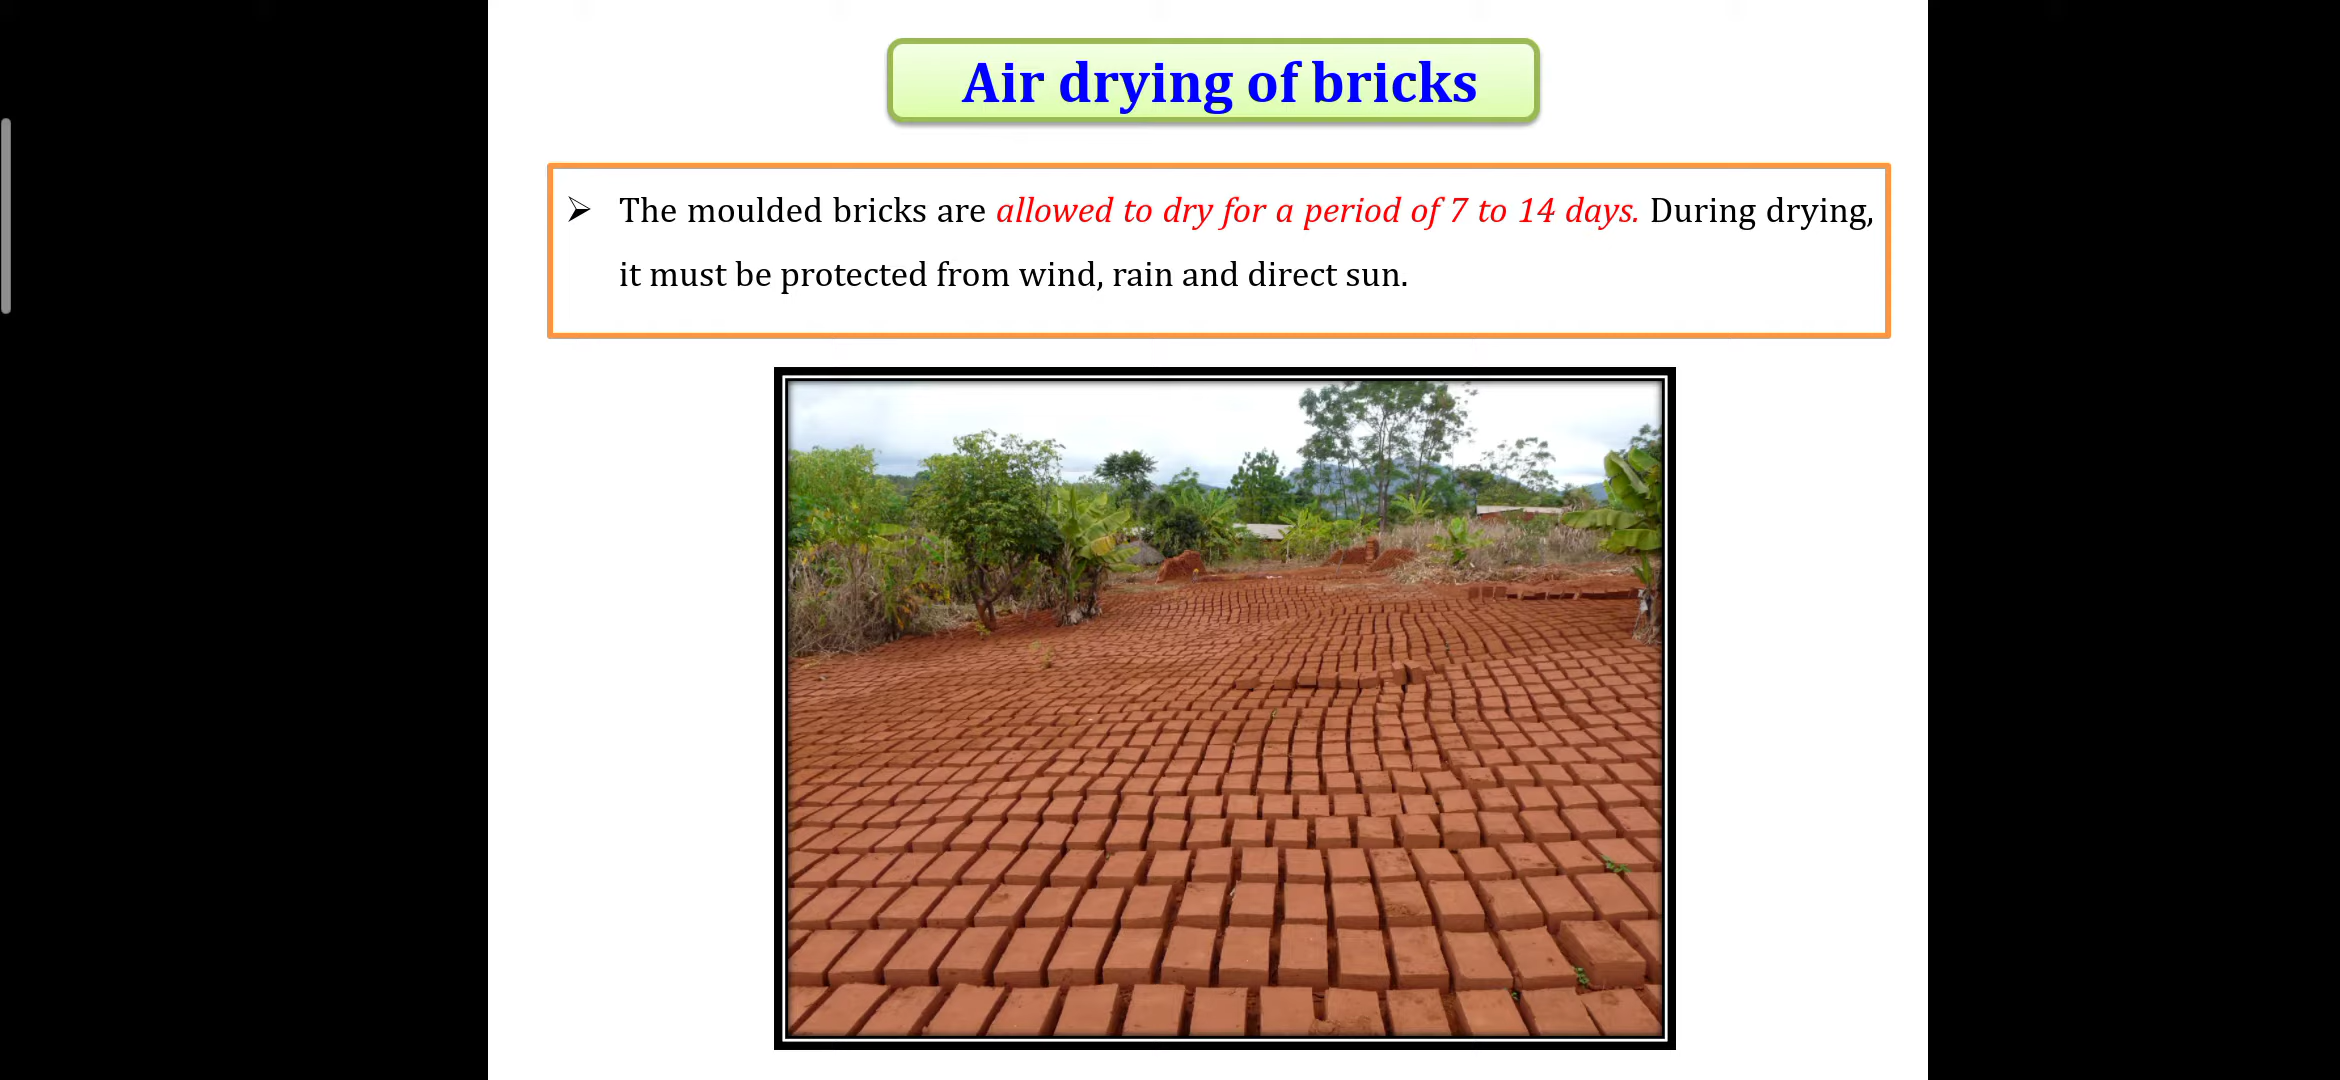 Air drying of bricks
➢ The moulded bricks are allowed to dry for a period of 7 to 14 days. During drying,
it must be protected from wind, rain and direct sun.